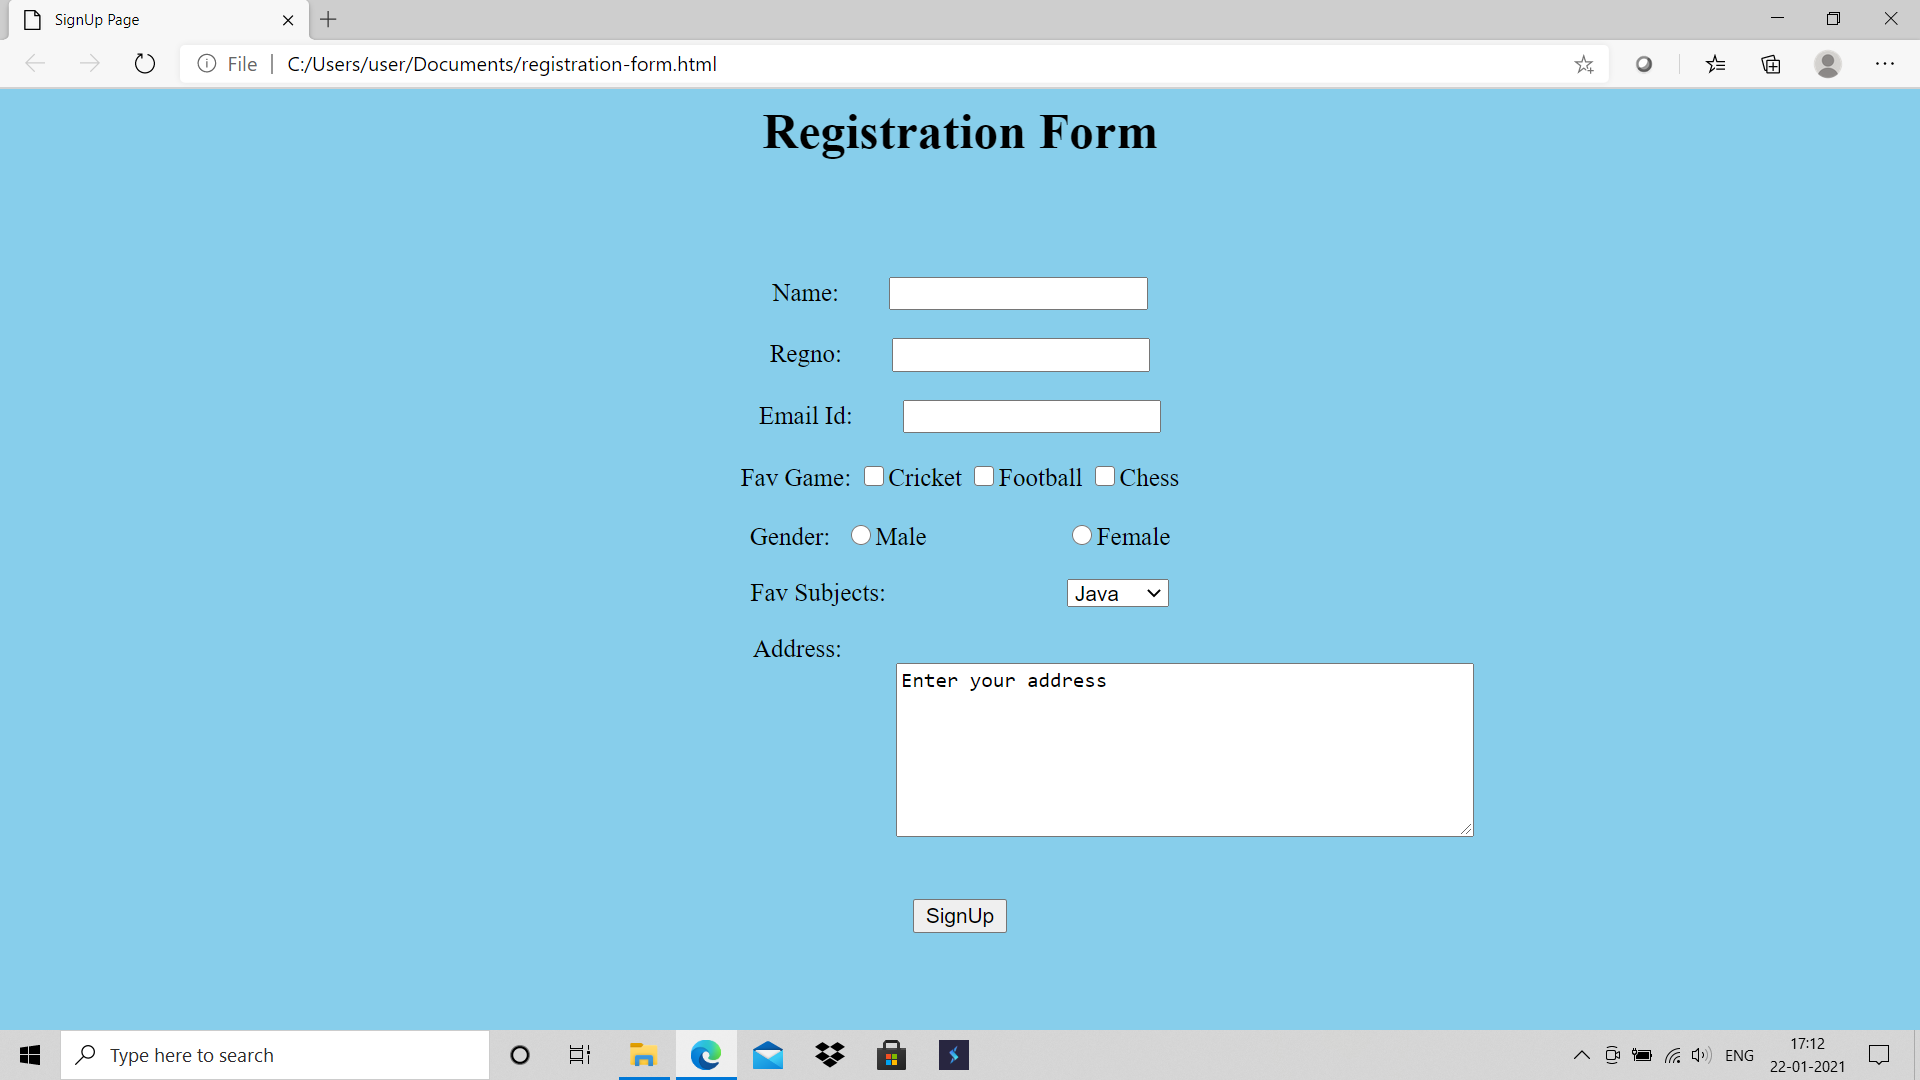 SignUp Page
File | C:/Users/user/Documents/registration-form.html
Registration Form
Name:
Regno:
Email Id:
Fav Game: Cricket Football Chess
Gender: Male Female
Fav Subjects: Java
Address:
Enter your address
SignUp
Type here to search
ENG
17:12
22-01-2021